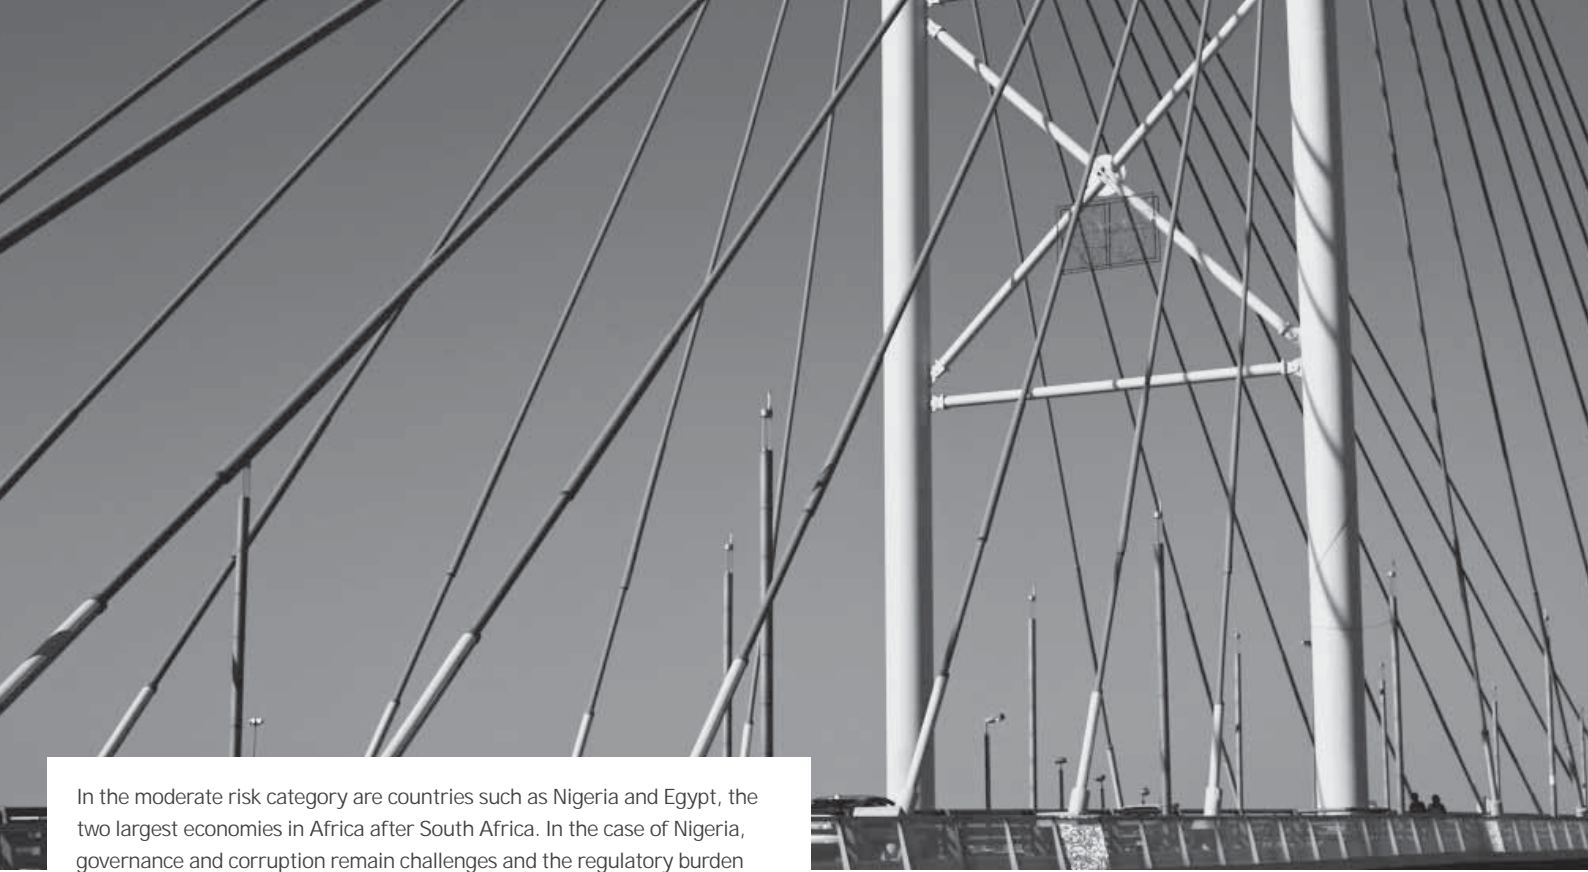 In the moderate risk category are countries such as Nigeria and Egypt, the
two largest economies in Africa after South Africa. In the case of Nigeria,
governance and corruption remain challenges and the regulatory burden